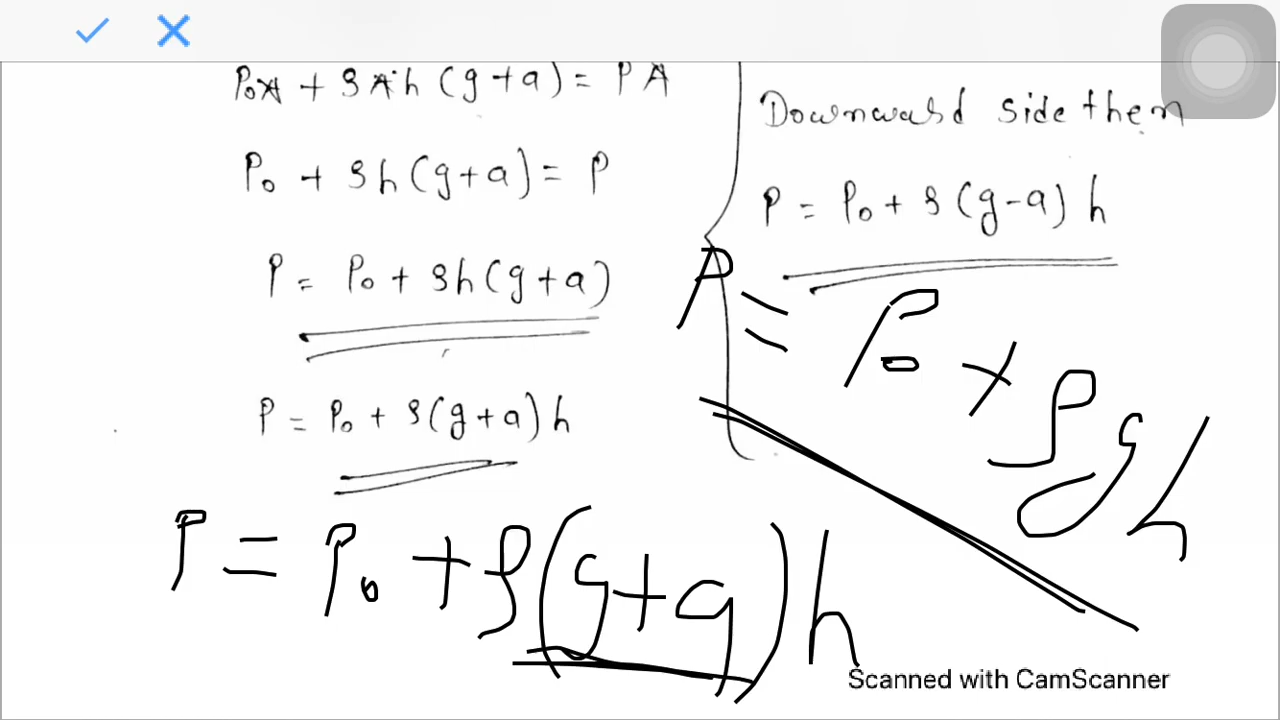 P₀A + ρAh (g+a) = PA
P₀ + ρh(g+a) = P
P = P₀ + ρh(g+a)
P = P₀ + ρ(g+a)h
P = P₀ + ρ(g+a)h
Downward side then
P = P₀ + ρ(g-a)h
P = P₀ + ρgh
Scanned with CamScanner